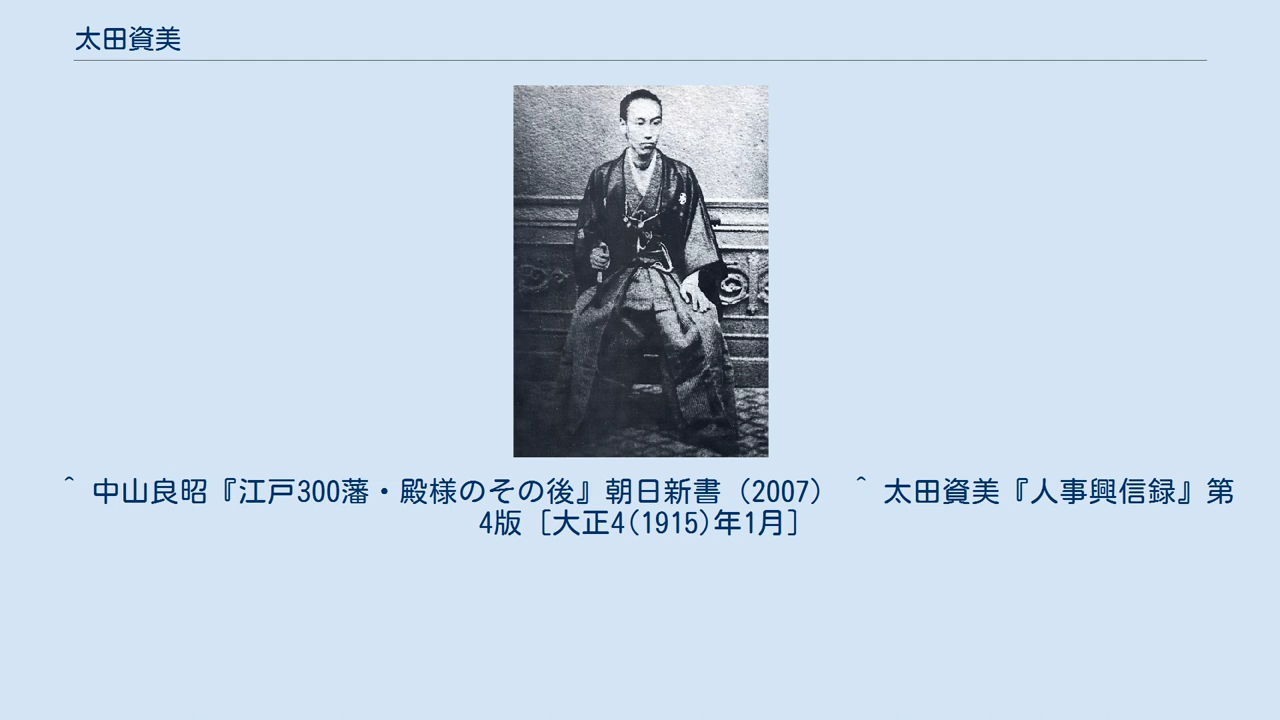 太田資美
^ 中山良昭『江戸300藩・殿様のその後』朝日新書（2007） ^ 太田資美『人事興信録』第
4版［大正4(1915)年1月］